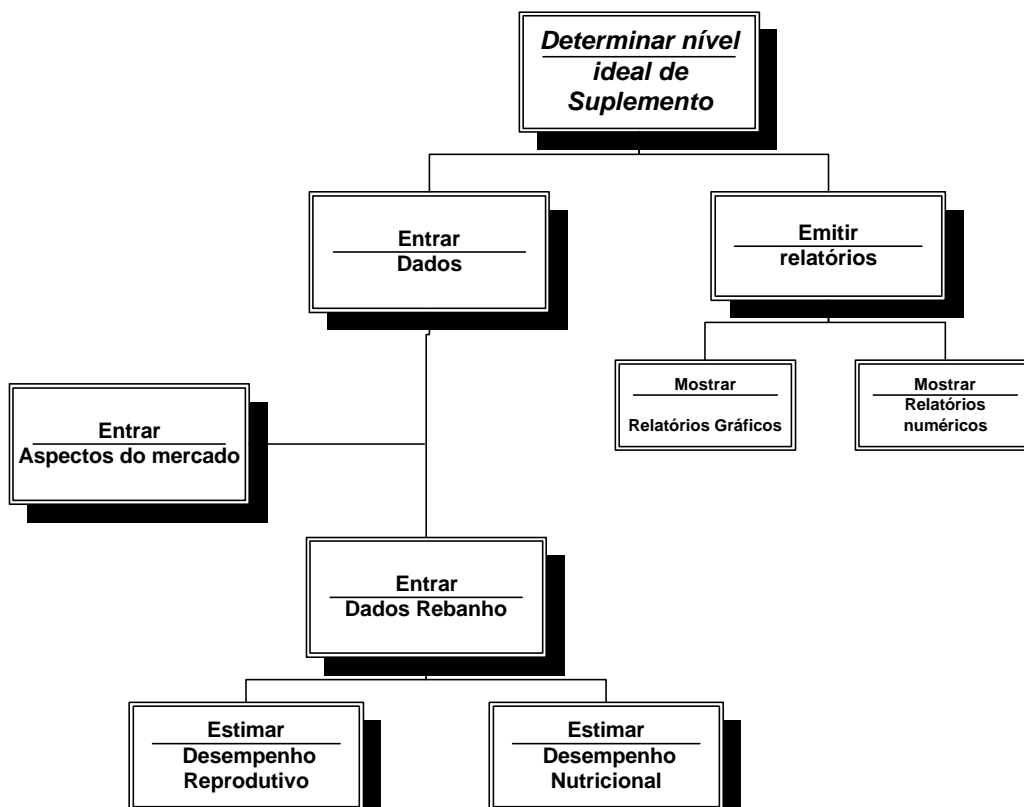 Determinar nível
ideal de
Suplemento
Entrar
Dados
Emitir
relatórios
Mostrar
Relatórios Gráficos
Mostrar
Relatórios
numéricos
Entrar
Aspectos do mercado
Entrar
Dados Rebanho
Estimar
Desempenho
Reprodutivo
Estimar
Desempenho
Nutricional